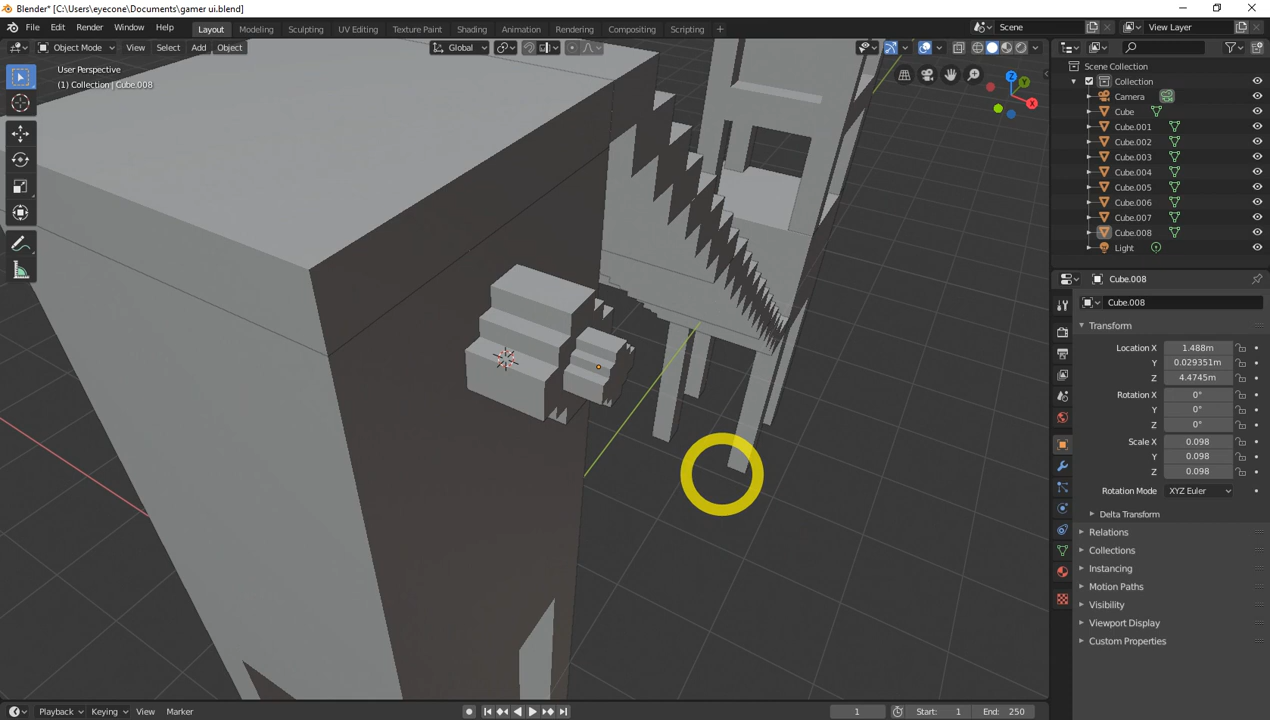 Blender* [C:\Users\eyecone\Documents\gamer ui.blend]
File Edit Render Window Help Layout Modeling Sculpting UV Editing Texture Paint Shading Animation Rendering Compositing Scripting + Scene View Layer
Object Mode View Select Add Object Global
User Perspective
(1) Collection | Cube.008
Z
Y
X
Scene Collection
Collection
Camera
Cube
Cube.001
Cube.002
Cube.003
Cube.004
Cube.005
Cube.006
Cube.007
Cube.008
Light
Cube.008
Cube.008
Transform
Location X 1.488m
Y 0.029351m
Z 4.4745m
Rotation X 0°
Y 0°
Z 0°
Scale X 0.098
Y 0.098
Z 0.098
Rotation Mode XYZ Euler
Delta Transform
Relations
Collections
Instancing
Motion Paths
Visibility
Viewport Display
Custom Properties
Playback Keying View Marker 1 Start: 1 End: 250